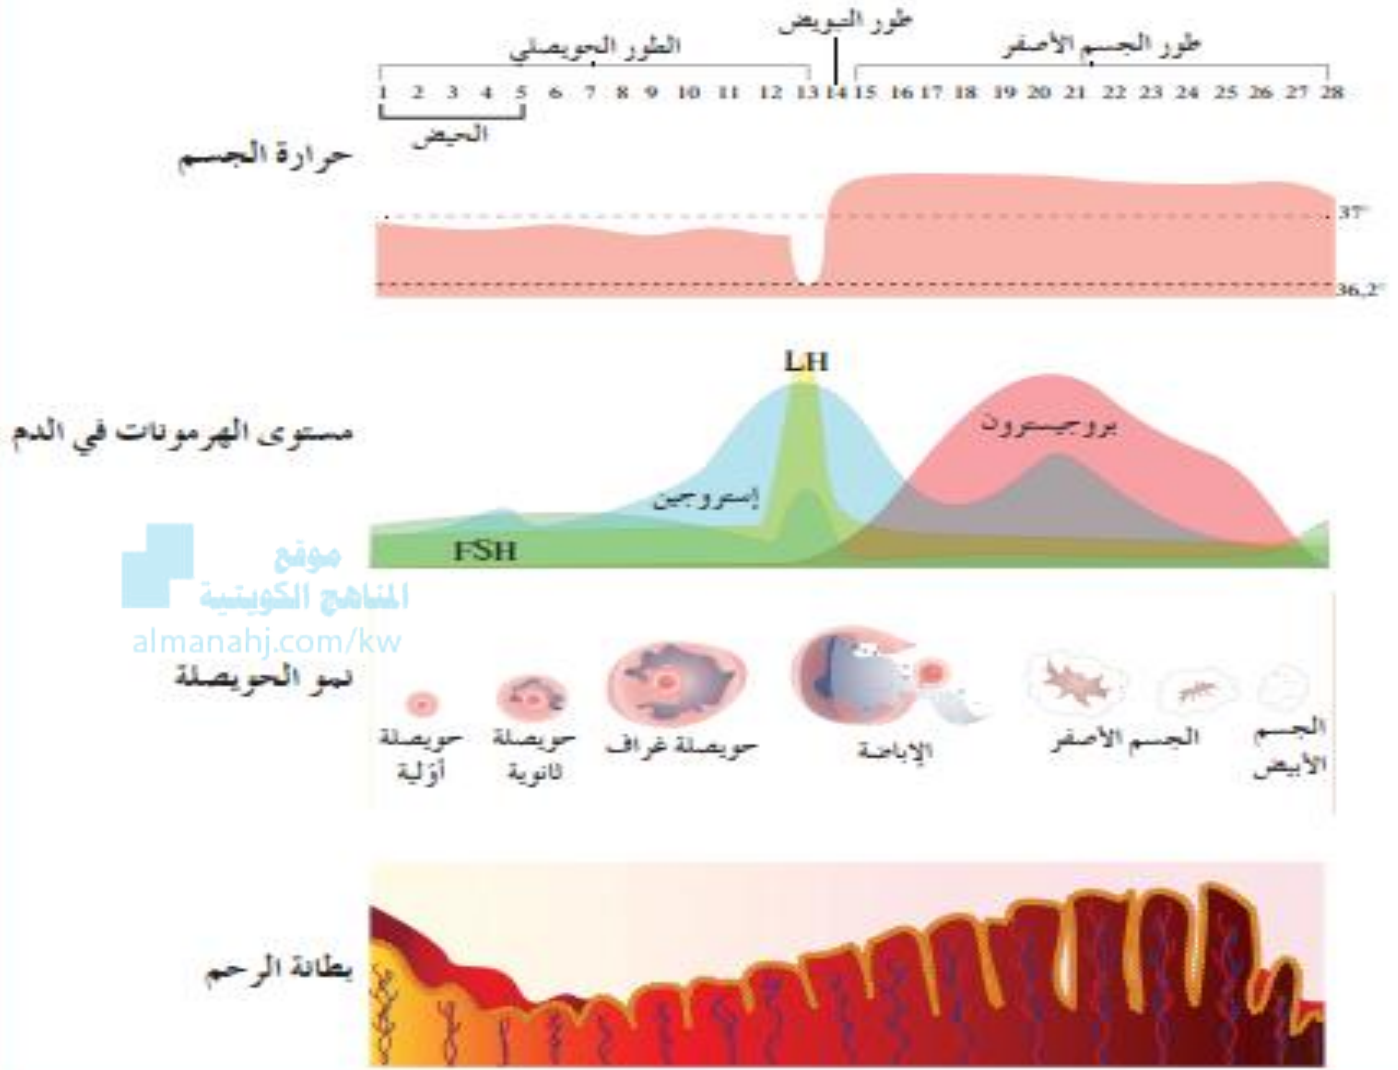 طور التبويض
الطور الحويصلي
طور الجسم الأصفر
1 2 3 4 5 6 7 8 9 10 11 12 13 14 15 16 17 18 19 20 21 22 23 24 25 26 27 28
الحيض
حرارة الجسم
37°
36,2°
LH
مستوى الهرمونات في الدم
بروجيسترون
إستروجين
FSH
موقع
المناهج الكويتية
almanahj.com/kw
نمو الحويصلة
حويصلة
أوّلية
حويصلة
ثانوية
حويصلة غراف
الإباضة
الجسم الأصفر
الجسم
الأبيض
بطانة الرحم